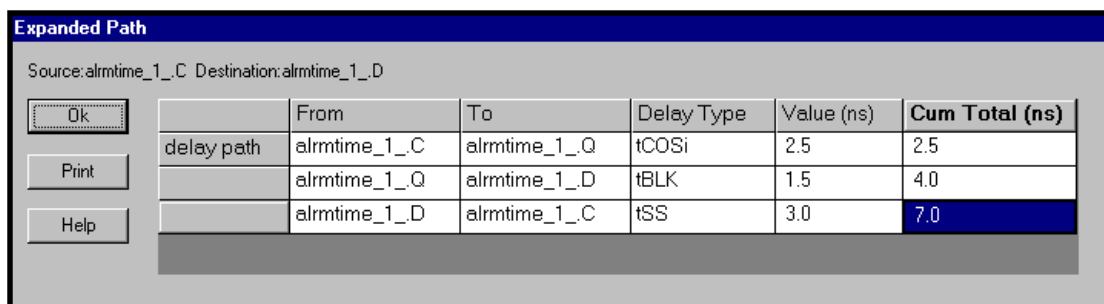 Expanded Path
Source:alrmtime_1_.C Destination:alrmtime_1_.D
Ok
Print
Help
From To Delay Type Value (ns) Cum Total (ns)
delay path alrmtime_1_.C alrmtime_1_.Q tCOSi 2.5 2.5
alrmtime_1_.Q alrmtime_1_.D tBLK 1.5 4.0
alrmtime_1_.D alrmtime_1_.C tSS 3.0 7.0